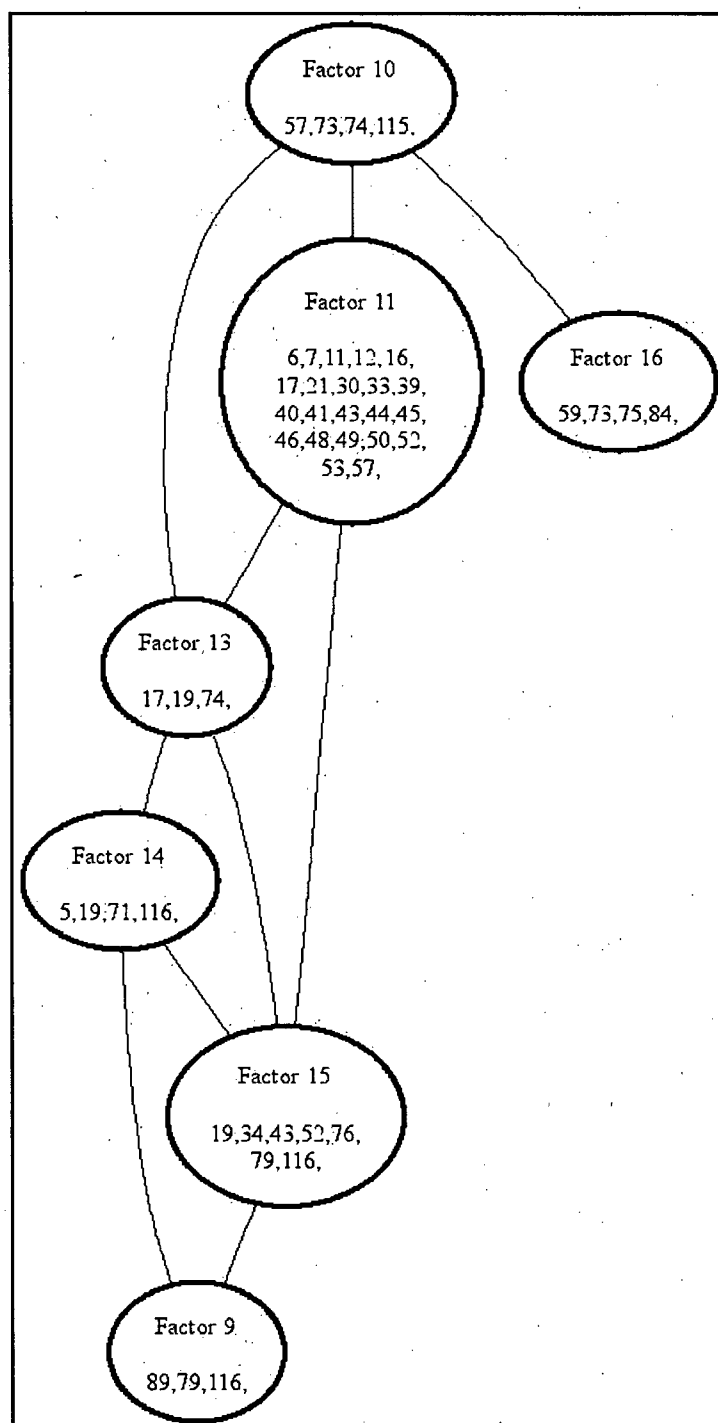 Factor 10
57,73,74,115,
Factor 11
6,7,11,12,16,
17,21,30,33,39,
40,41,43,44,45,
46,48,49,50,52,
53,57,
Factor 16
59,73,75,84,
Factor 13
17,19,74,
Factor 14
5,19,71,116,
Factor 15
19,34,43,52,76,
79,116,
Factor 9
89,79,116,